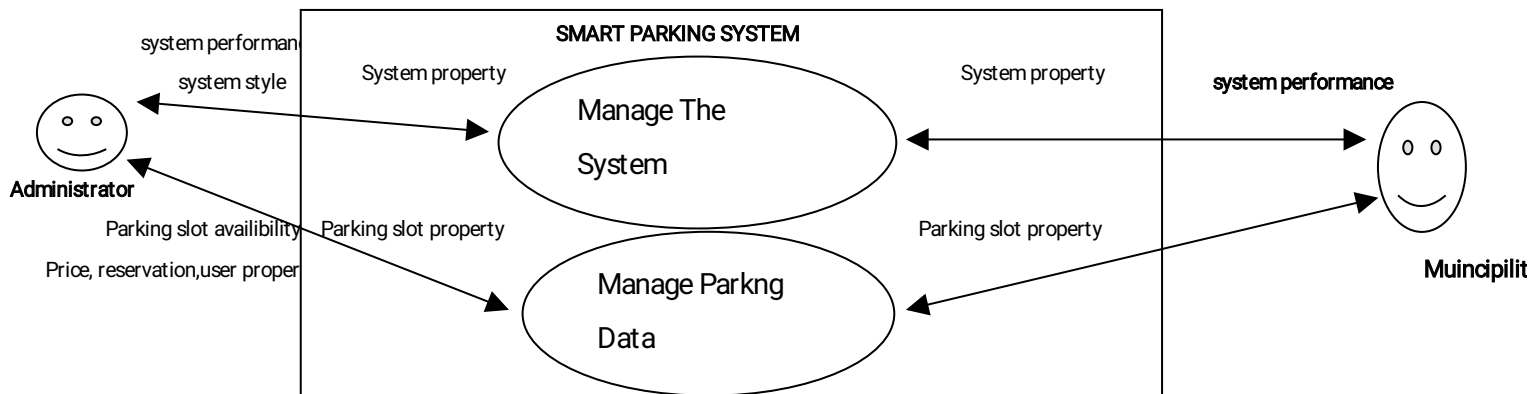 SMART PARKING SYSTEM
system performan
system style
System property
System property
system performance
Manage The
System
Administrator
Parking slot availibility
Parking slot property
Parking slot property
Price, reservation,user proper
Manage Parkng
Data
Muincipilit